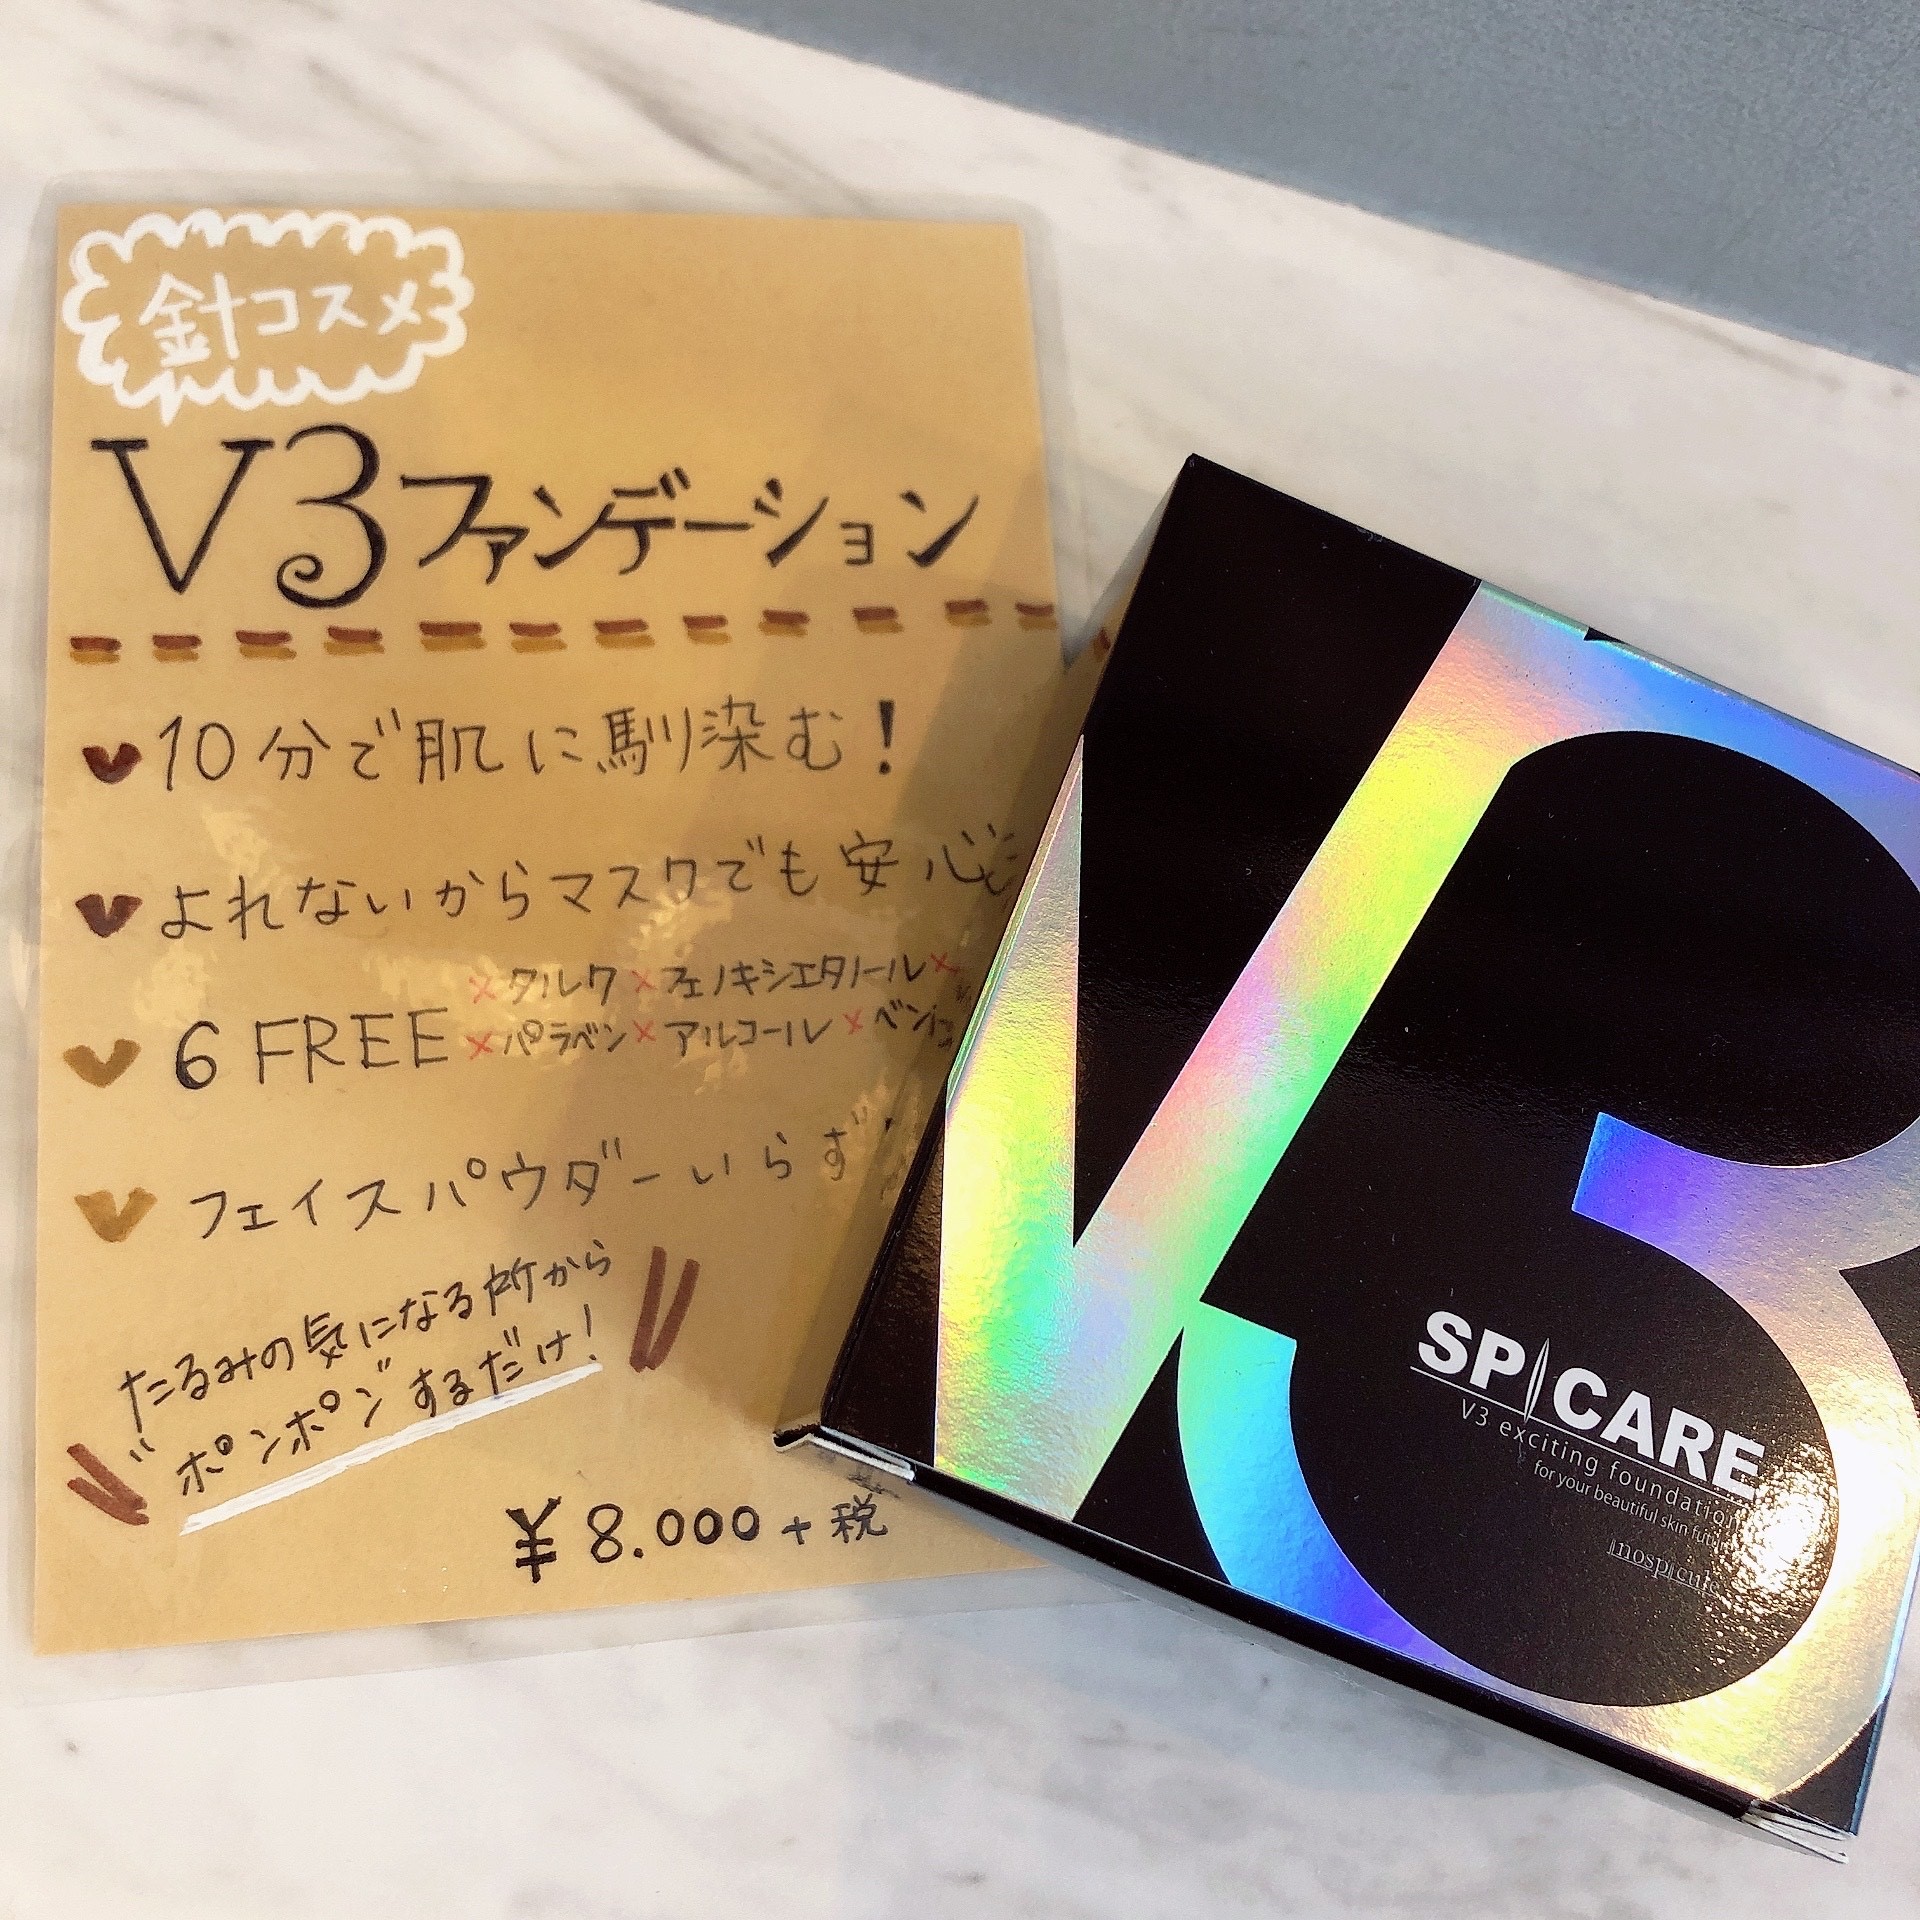 針コスメ
V3ファンデーション
10分で肌に馴染む!
よれないからマスクでも安心
6 FREE
×タルク ×フェノキシエタノール ×
×パラベン ×アルコール ×
フェイスパウダーいらず
たるみの気になる所から
ポンポンするだけ!
¥8.000+税
SPICARE
V3 exciting foundation
for your beautiful skin
inospicule